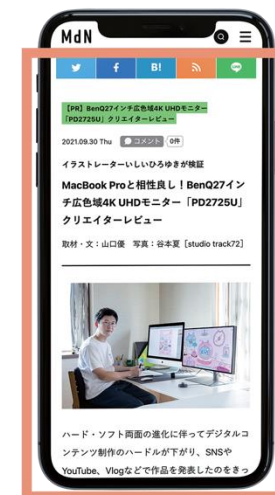 MdN
B!
【PR】BenQ27インチ広色域4K UHDモニター
「PD2725U」クリエイターレビュー
2021.09.30 Thu コメント 0件
イラストレーターいしいひろゆきが検証
MacBook Proと相性良し！BenQ27イン
チ広色域4K UHDモニター「PD2725U」
クリエイターレビュー
取材・文：山口優 写真：谷本夏［studio track72］
ハード・ソフト両面の進化に伴ってデジタルコ
ンテンツ制作のハードルが下がり、SNSや
YouTube、Vlogなどで作品を発表したのをきっ